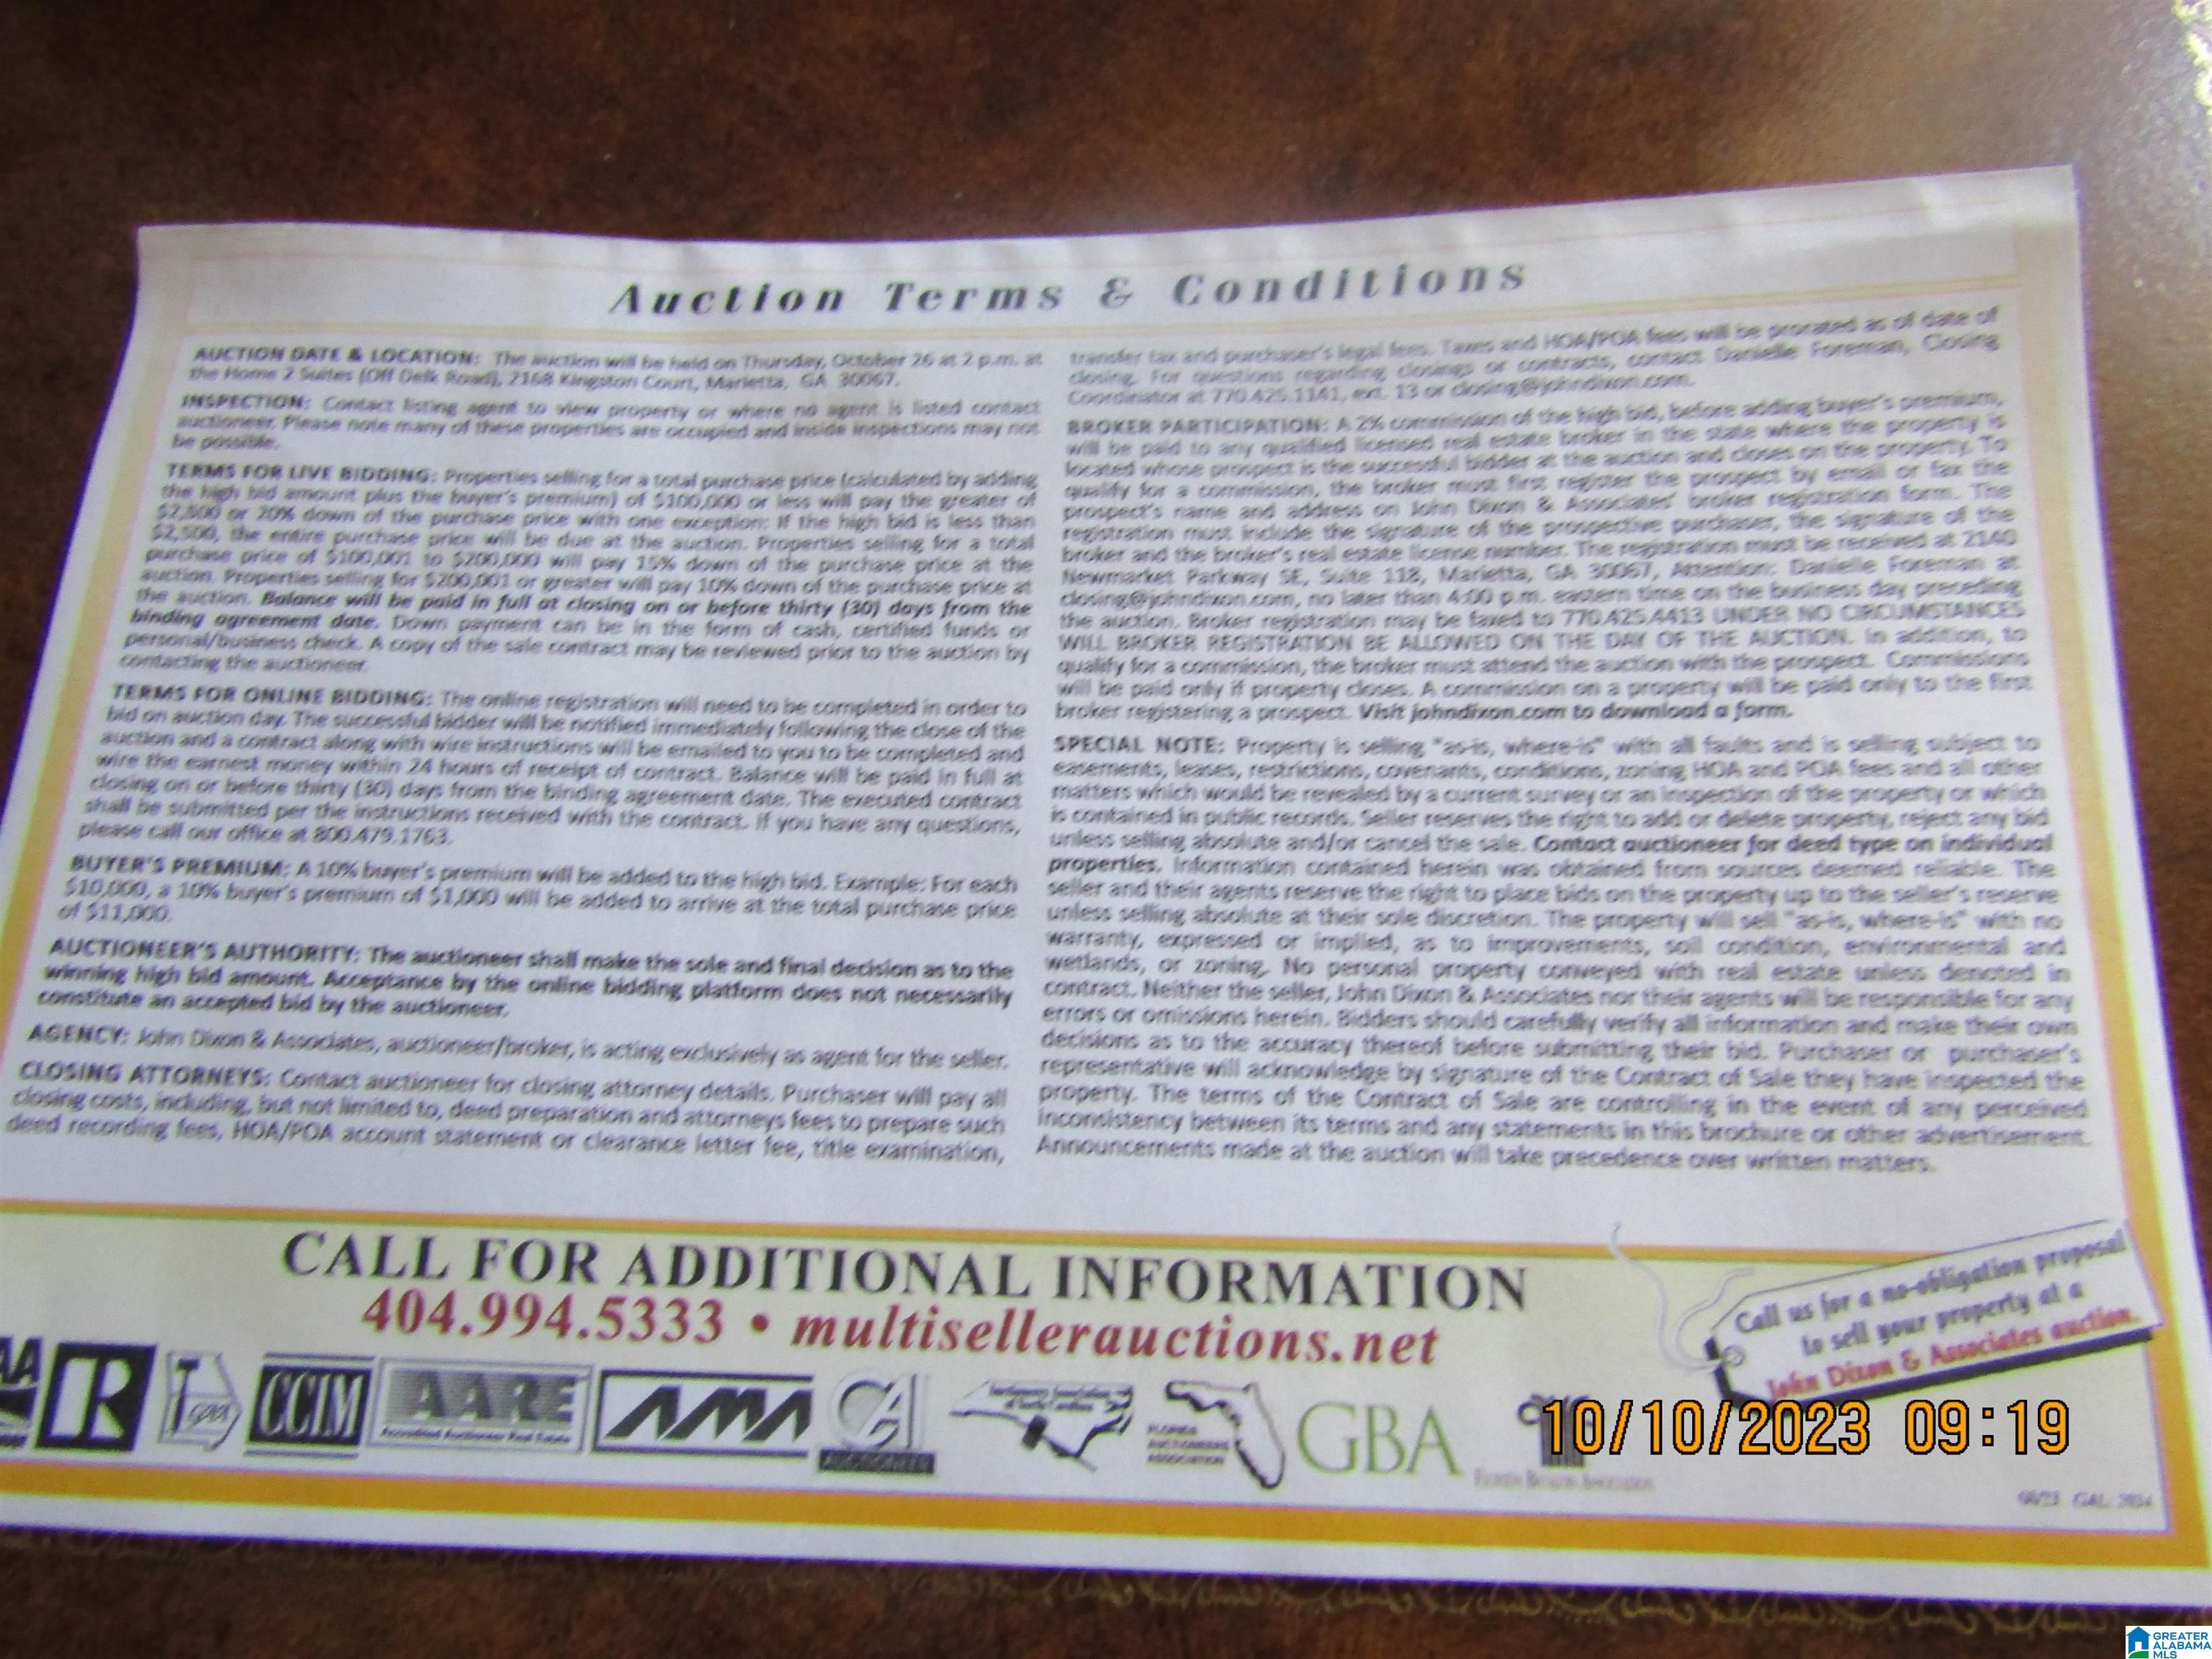 Auction Terms & Conditions
AUCTION DATE & LOCATION: The auction will be held on Thursday, October 26 at 2 p.m. at
the Home 2 Suites (Off Delk Road), 2168 Kingston Court, Marietta, GA 30067.
INSPECTION: Contact listing agent to view property or where no agent is listed contact
auctioneer. Please note many of these properties are occupied and inside inspections may not
be possible.
TERMS FOR LIVE BIDDING: Properties selling for a total purchase price (calculated by adding
the high bid amount plus the buyer's premium) of $100,000 or less will pay the greater of
$2,500 or 20% down of the purchase price with one exception: If the high bid is less than
$2,500, the entire purchase price will be due at the auction. Properties selling for a total
purchase price of $100,001 to $200,000 will pay 15% down of the purchase price at the
auction. Properties selling for $200,001 or greater will pay 10% down of the purchase price at
the auction. Balance will be paid in full at closing on or before thirty (30) days from the
binding agreement date. Down payment can be in the form of cash, certified funds or
personal/business check. A copy of the sale contract may be reviewed prior to the auction by
contacting the auctioneer.
TERMS FOR ONLINE BIDDING: The online registration will need to be completed in order to
bid on auction day. The successful bidder will be notified immediately following the close of the
auction and a contract along with wire instructions will be emailed to you to be completed and
wire the earnest money within 24 hours of receipt of contract. Balance will be paid in full at
closing on or before thirty (30) days from the binding agreement date. The executed contract
shall be submitted per the instructions received with the contract. If you have any questions,
please call our office at 800.479.1763.
BUYER'S PREMIUM: A 10% buyer's premium will be added to the high bid. Example: For each
$10,000, a 10% buyer's premium of $1,000 will be added to arrive at the total purchase price
of $11,000.
AUCTIONEER'S AUTHORITY: The auctioneer shall make the sole and final decision as to the
winning high bid amount. Acceptance by the online bidding platform does not necessarily
constitute an accepted bid by the auctioneer.
AGENCY: John Dixon & Associates, auctioneer/broker, is acting exclusively as agent for the seller.
CLOSING ATTORNEYS: Contact auctioneer for closing attorney details. Purchaser will pay all
closing costs, including, but not limited to, deed preparation and attorneys fees to prepare such
deed recording fees, HOA/POA account statement or clearance letter fee, title examination,
transfer tax and purchaser's legal fees. Taxes and HOA/POA fees will be prorated as of date of
closing. For questions regarding closings or contracts, contact Danielle Foreman, Closing
Coordinator at 770.425.1141, ext. 13 or closing@johndixon.com.
BROKER PARTICIPATION: A 2% commission of the high bid, before adding buyer's premium,
will be paid to any qualified licensed real estate broker in the state where the property is
located whose prospect is the successful bidder at the auction and closes on the property. To
qualify for a commission, the broker must first register the prospect by email or fax the
prospect's name and address on John Dixon & Associates' broker registration form. The
registration must include the signature of the prospective purchaser, the signature of the
broker and the broker's real estate license number. The registration must be received at 2140
Newmarket Parkway SE, Suite 118, Marietta, GA 30067, Attention: Danielle Foreman at
closing@johndixon.com, no later than 4:00 p.m. eastern time on the business day preceding
the auction. Broker registration may be faxed to 770.425.4413 UNDER NO CIRCUMSTANCES
WILL BROKER REGISTRATION BE ALLOWED ON THE DAY OF THE AUCTION. In addition, to
qualify for a commission, the broker must attend the auction with the prospect. Commissions
will be paid only if property closes. A commission on a property will be paid only to the first
broker registering a prospect. Visit johndixon.com to download a form.
SPECIAL NOTE: Property is selling "as-is, where-is" with all faults and is selling subject to
easements, leases, restrictions, covenants, conditions, zoning HOA and POA fees and all other
matters which would be revealed by a current survey or an inspection of the property or which
is contained in public records. Seller reserves the right to add or delete property, reject any bid
unless selling absolute and/or cancel the sale. Contact auctioneer for deed type on individual
properties. Information contained herein was obtained from sources deemed reliable. The
seller and their agents reserve the right to place bids on the property up to the seller's reserve
unless selling absolute at their sole discretion. The property will sell "as-is, where-is" with no
warranty, expressed or implied, as to improvements, soil condition, environmental and
wetlands, or zoning. No personal property conveyed with real estate unless denoted in
contract. Neither the seller, John Dixon & Associates nor their agents will be responsible for any
errors or omissions herein. Bidders should carefully verify all information and make their own
decisions as to the accuracy thereof before submitting their bid. Purchaser or purchaser's
representative will acknowledge by signature of the Contract of Sale they have inspected the
property. The terms of the Contract of Sale are controlling in the event of any perceived
inconsistency between its terms and any statements in this brochure or other advertisement.
Announcements made at the auction will take precedence over written matters.
CALL FOR ADDITIONAL INFORMATION
404.994.5333 • multisellerauctions.net
Call us for a no-obligation proposal
to sell your property at a
John Dixon & Associates auction.
R
CCIM
AARE
Accredited Auctioneer Real Estate
AMM
CAI
AUCTIONEER
Auctioneers Association
of North Carolina
FLORIDA
AUCTIONEERS
ASSOCIATION
GBA
10/10/2023 09:19
GREATER
ALABAMA
MLS